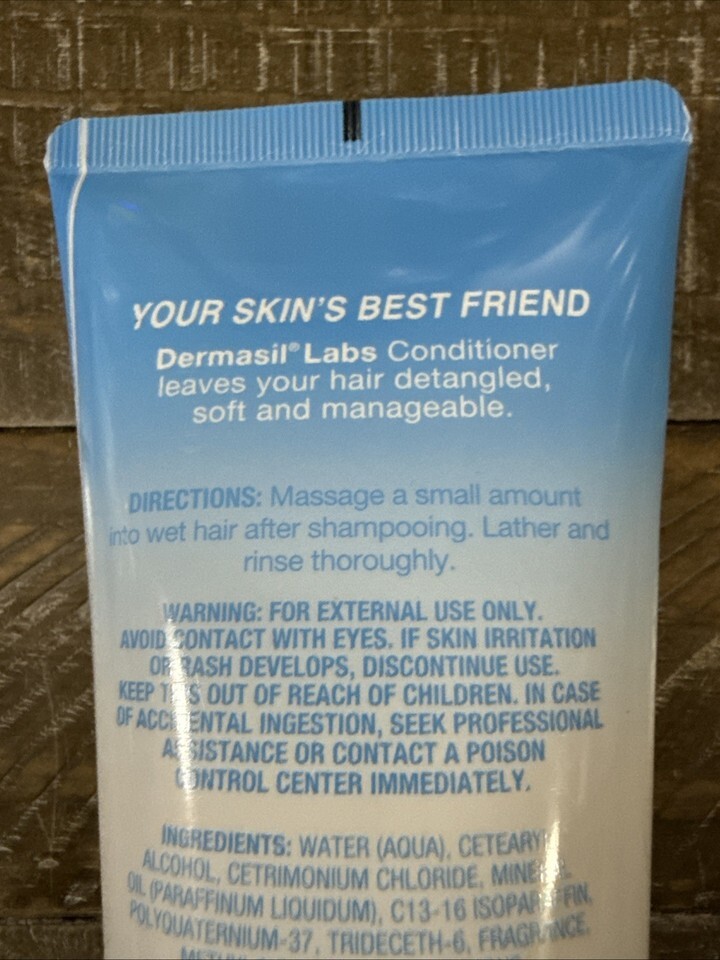 YOUR SKIN'S BEST FRIEND
Dermasil® Labs Conditioner
leaves your hair detangled,
soft and manageable.
DIRECTIONS: Massage a small amount
into wet hair after shampooing. Lather and
rinse thoroughly.
WARNING: FOR EXTERNAL USE ONLY.
AVOID CONTACT WITH EYES. IF SKIN IRRITATION
OR RASH DEVELOPS, DISCONTINUE USE.
KEEP THIS OUT OF REACH OF CHILDREN. IN CASE
OF ACCIDENTAL INGESTION, SEEK PROFESSIONAL
ASSISTANCE OR CONTACT A POISON
CONTROL CENTER IMMEDIATELY.
INGREDIENTS: WATER (AQUA), CETEARYL
ALCOHOL, CETRIMONIUM CHLORIDE, MINERAL
OIL (PARAFFINUM LIQUIDUM), C13-16 ISOPARAFFIN,
POLYQUATERNIUM-37, TRIDECETH-6, FRAGRANCE,